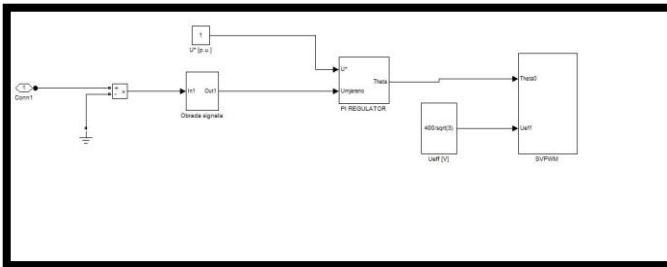 1
U* [p.u.]
1
Conn1
+
-
v
In1
Out1
Obrada signala
U*
Umjereno
Theta
PI REGULATOR
400/sqrt(3)
Ueff [V]
Theta0
Ueff
SVPWM